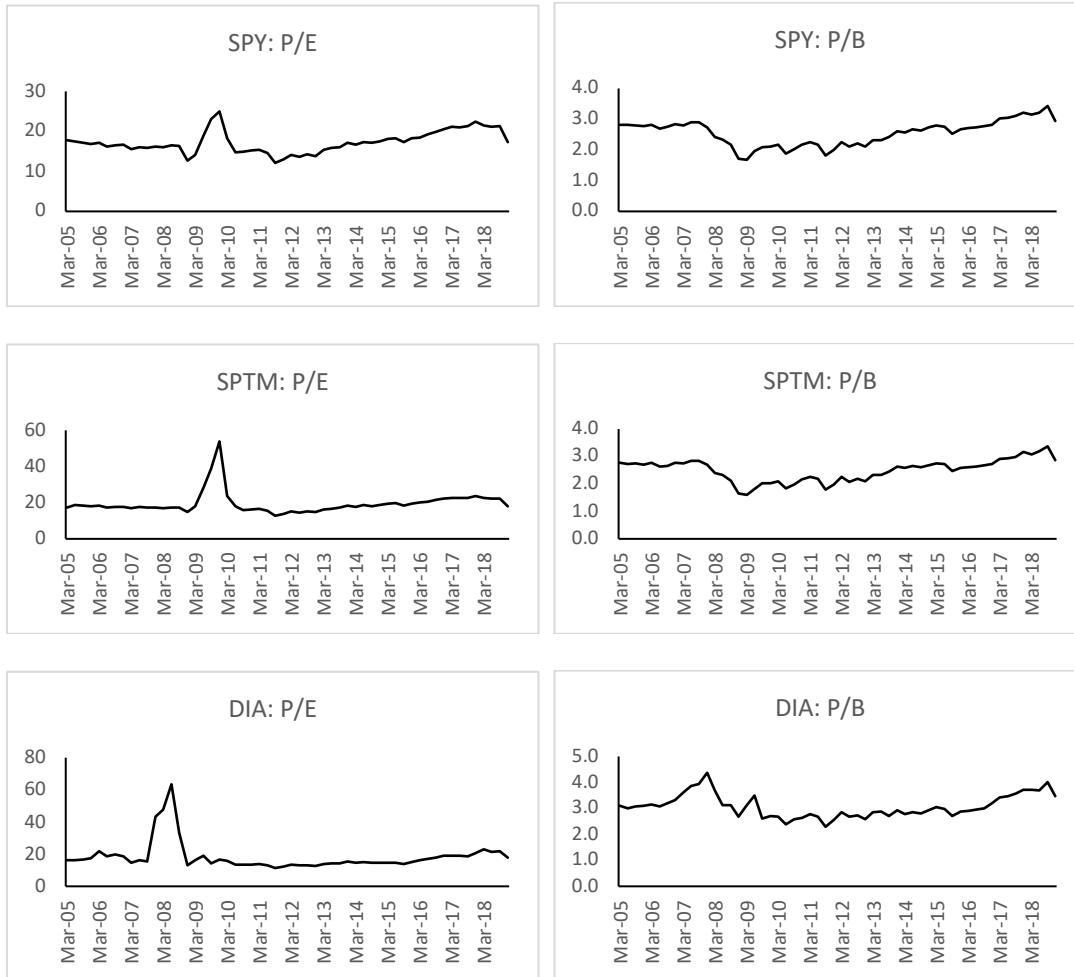 SPY: P/E
30
20
10
0
Mar-05
Mar-06
Mar-07
Mar-08
Mar-09
Mar-10
Mar-11
Mar-12
Mar-13
Mar-14
Mar-15
Mar-16
Mar-17
Mar-18
SPY: P/B
4.0
3.0
2.0
1.0
0.0
Mar-05
Mar-06
Mar-07
Mar-08
Mar-09
Mar-10
Mar-11
Mar-12
Mar-13
Mar-14
Mar-15
Mar-16
Mar-17
Mar-18
SPTM: P/E
60
40
20
0
Mar-05
Mar-06
Mar-07
Mar-08
Mar-09
Mar-10
Mar-11
Mar-12
Mar-13
Mar-14
Mar-15
Mar-16
Mar-17
Mar-18
SPTM: P/B
4.0
3.0
2.0
1.0
0.0
Mar-05
Mar-06
Mar-07
Mar-08
Mar-09
Mar-10
Mar-11
Mar-12
Mar-13
Mar-14
Mar-15
Mar-16
Mar-17
Mar-18
DIA: P/E
80
60
40
20
0
Mar-05
Mar-06
Mar-07
Mar-08
Mar-09
Mar-10
Mar-11
Mar-12
Mar-13
Mar-14
Mar-15
Mar-16
Mar-17
Mar-18
DIA: P/B
5.0
4.0
3.0
2.0
1.0
0.0
Mar-05
Mar-06
Mar-07
Mar-08
Mar-09
Mar-10
Mar-11
Mar-12
Mar-13
Mar-14
Mar-15
Mar-16
Mar-17
Mar-18